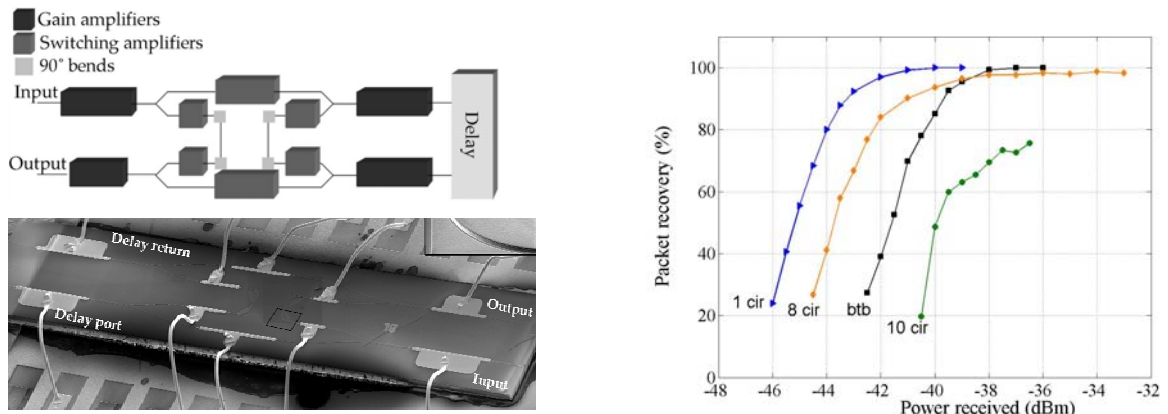 Gain amplifiers
Switching amplifiers
90° bends
Input
Output
Delay
Delay return
Delay port
Output
Input
Packet recovery (%)
100
80
60
40
20
0
1 cir
8 cir
btb
10 cir
-48
-46
-44
-42
-40
-38
-36
-34
-32
Power received (dBm)